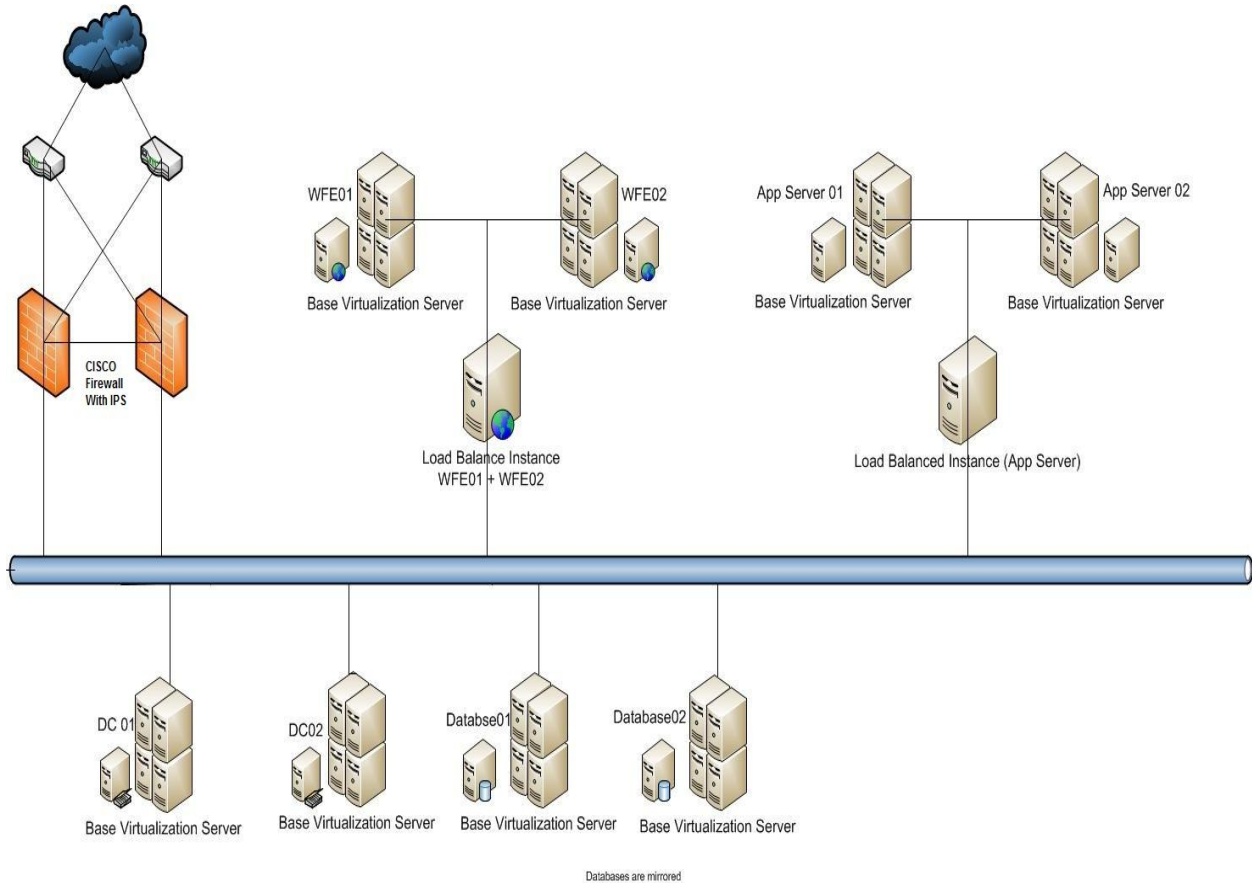 WFE01
WFE02
App Server 01
App Server 02
Base Virtualization Server
Base Virtualization Server
Base Virtualization Server
Base Virtualization Server
CISCO
Firewall
With IPS
Load Balance Instance
WFE01 + WFE02
Load Balanced Instance (App Server)
DC 01
DC02
Databse01
Database02
Base Virtualization Server
Base Virtualization Server
Base Virtualization Server
Base Virtualization Server
Databases are mirrored